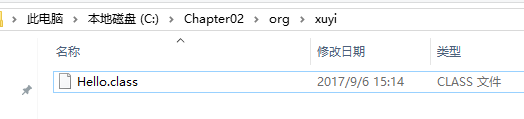 此电脑 > 本地磁盘 (C:) > Chapter02 > org > xuyi
名称 修改日期 类型
Hello.class 2017/9/6 15:14 CLASS 文件